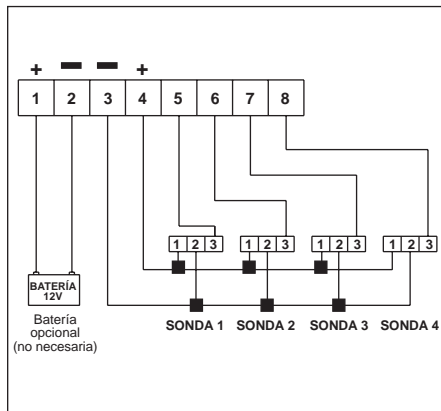 + − − +
1 2 3 4 5 6 7 8
1 2 3 1 2 3 1 2 3 1 2 3
BATERÍA
12V
Batería
opcional
(no necesaria)
SONDA 1 SONDA 2 SONDA 3 SONDA 4